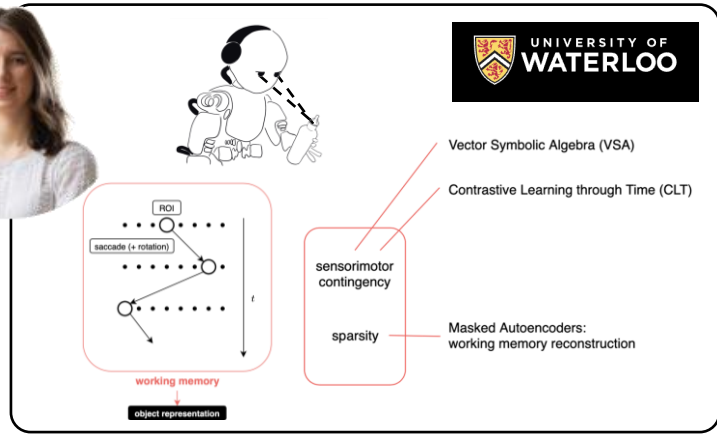 UNIVERSITY OF
WATERLOO
Vector Symbolic Algebra (VSA)
Contrastive Learning through Time (CLT)
ROI
saccade (+ rotation)
t
sensorimotor
contingency
sparsity
Masked Autoencoders:
working memory reconstruction
working memory
object representation